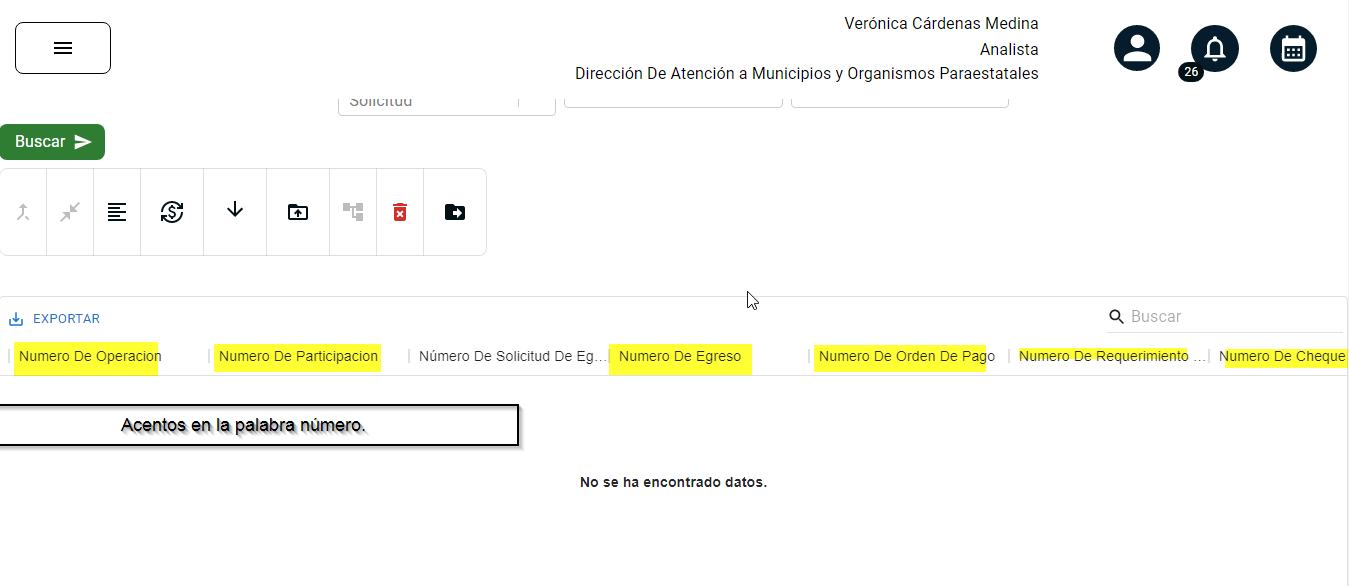 Verónica Cárdenas Medina
Analista
Dirección De Atención a Municipios y Organismos Paraestatales
26
Solicitud
Buscar
EXPORTAR
Buscar
Numero De Operacion Numero De Participacion Número De Solicitud De Eg... Numero De Egreso Numero De Orden De Pago Numero De Requerimiento ... Numero De Cheque
Acentos en la palabra número.
No se ha encontrado datos.